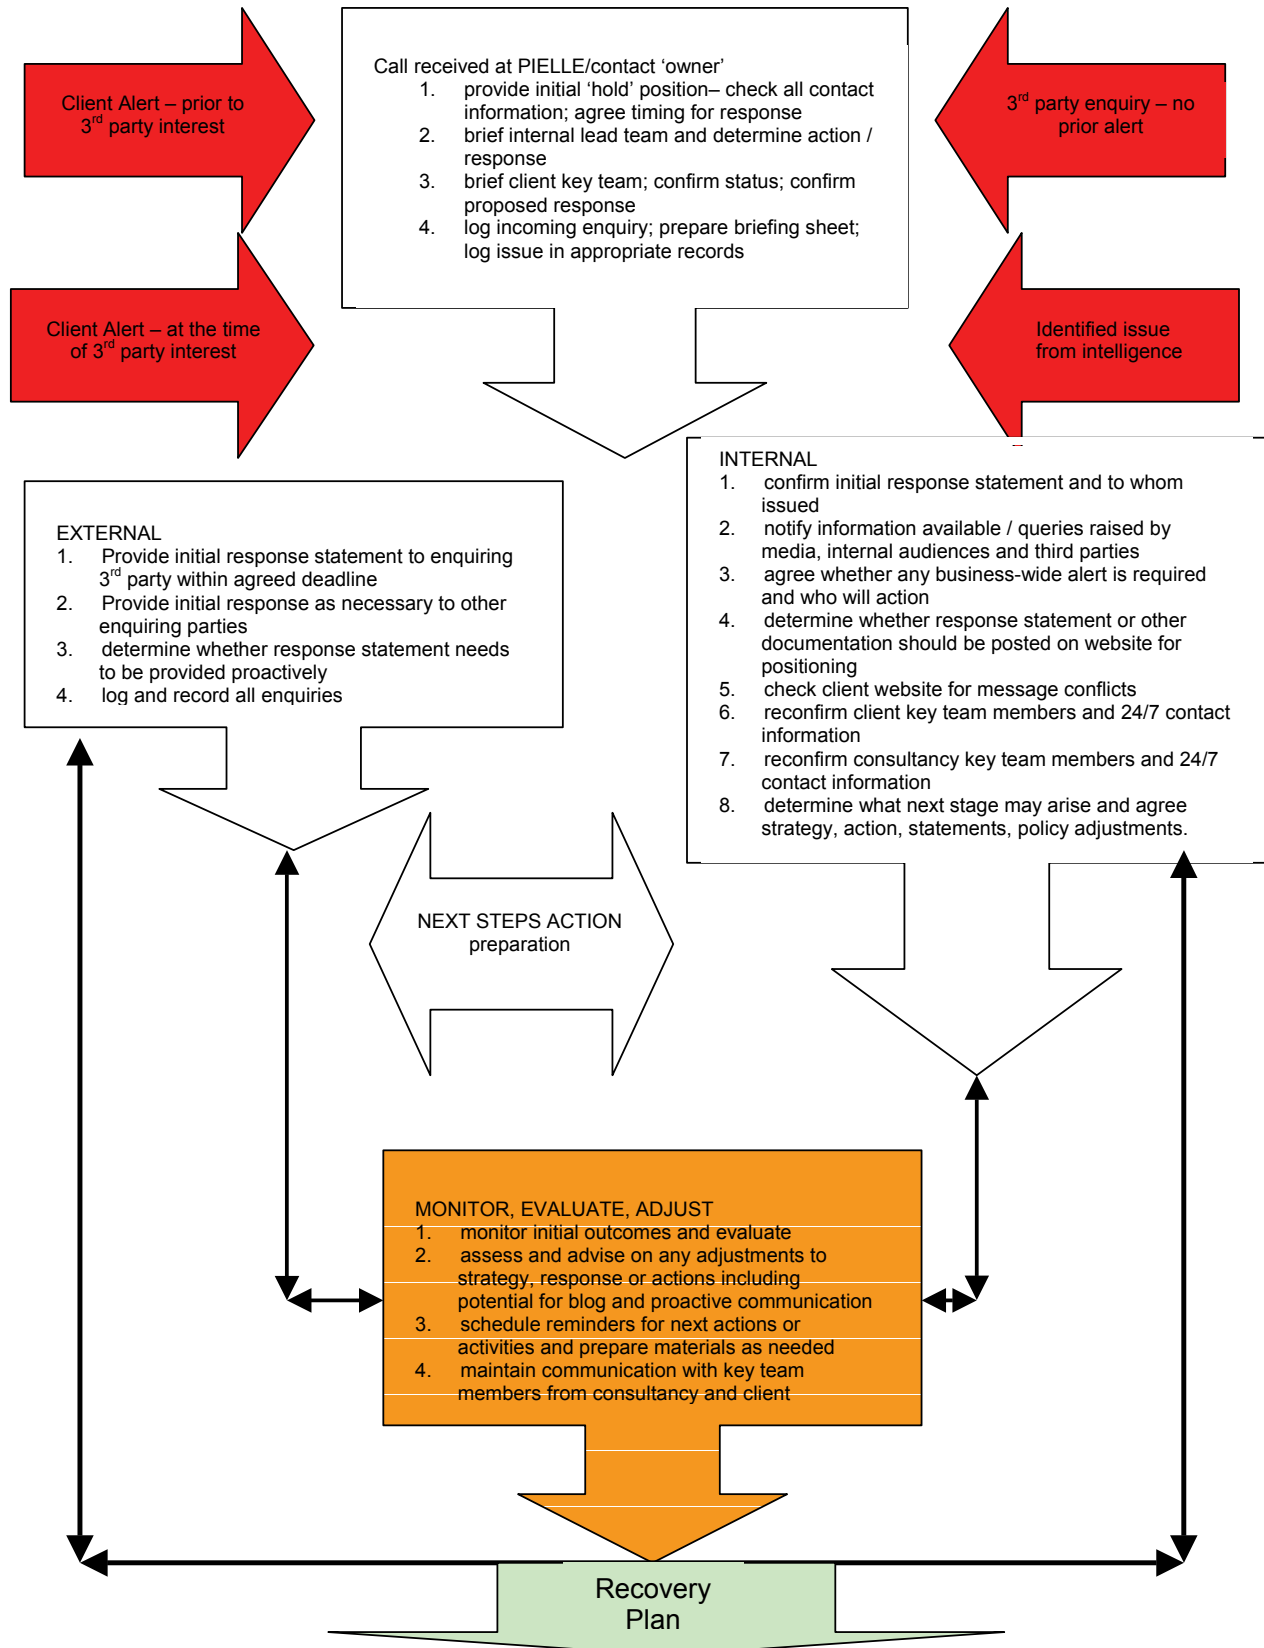 Client Alert – prior to
3rd party interest
Call received at PIELLE/contact ‘owner’
1. provide initial ‘hold’ position– check all contact
information; agree timing for response
2. brief internal lead team and determine action /
response
3. brief client key team; confirm status; confirm
proposed response
4. log incoming enquiry; prepare briefing sheet;
log issue in appropriate records
3rd party enquiry – no
prior alert
Client Alert – at the time
of 3rd party interest
Identified issue
from intelligence
EXTERNAL
1. Provide initial response statement to enquiring
3rd party within agreed deadline
2. Provide initial response as necessary to other
enquiring parties
3. determine whether response statement needs
to be provided proactively
4. log and record all enquiries
INTERNAL
1. confirm initial response statement and to whom
issued
2. notify information available / queries raised by
media, internal audiences and third parties
3. agree whether any business-wide alert is required
and who will action
4. determine whether response statement or other
documentation should be posted on website for
positioning
5. check client website for message conflicts
6. reconfirm client key team members and 24/7 contact
information
7. reconfirm consultancy key team members and 24/7
contact information
8. determine what next stage may arise and agree
strategy, action, statements, policy adjustments.
NEXT STEPS ACTION
preparation
MONITOR, EVALUATE, ADJUST
1. monitor initial outcomes and evaluate
2. assess and advise on any adjustments to
strategy, response or actions including
potential for blog and proactive communication
3. schedule reminders for next actions or
activities and prepare materials as needed
4. maintain communication with key team
members from consultancy and client
Recovery
Plan